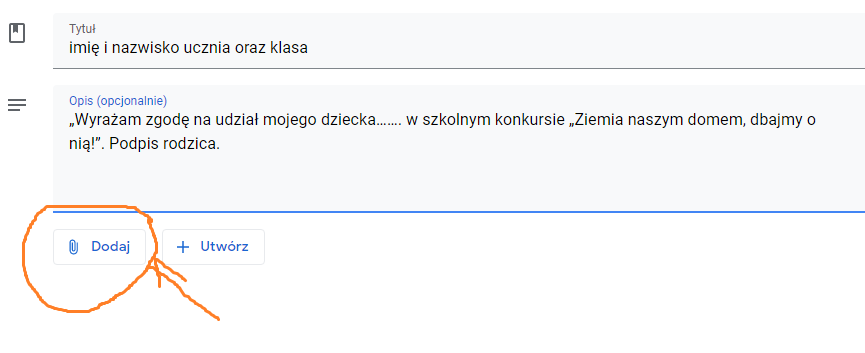 Tytuł
imię i nazwisko ucznia oraz klasa
Opis (opcjonalnie)
„Wyrażam zgodę na udział mojego dziecka……. w szkolnym konkursie „Ziemia naszym domem, dbajmy o
nią!”. Podpis rodzica.
Dodaj
Utwórz